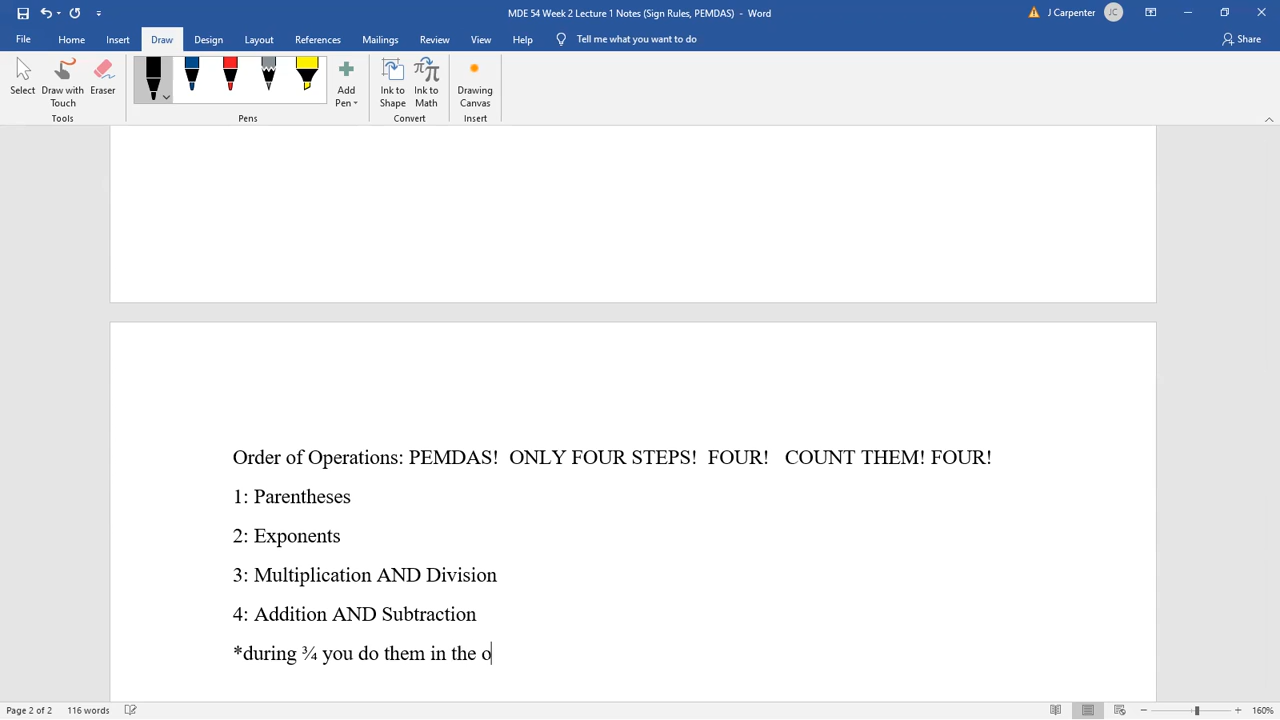 MDE 54 Week 2 Lecture 1 Notes (Sign Rules, PEMDAS) - Word
J Carpenter
JC
File Home Insert Draw Design Layout References Mailings Review View Help Tell me what you want to do
Share
Select
Draw with Touch
Eraser
Add Pen
Ink to Shape
Ink to Math
Drawing Canvas
Tools Pens Convert Insert
Order of Operations: PEMDAS! ONLY FOUR STEPS! FOUR! COUNT THEM! FOUR!
1: Parentheses
2: Exponents
3: Multiplication AND Division
4: Addition AND Subtraction
*during ¾ you do them in the o
Page 2 of 2 116 words
160%